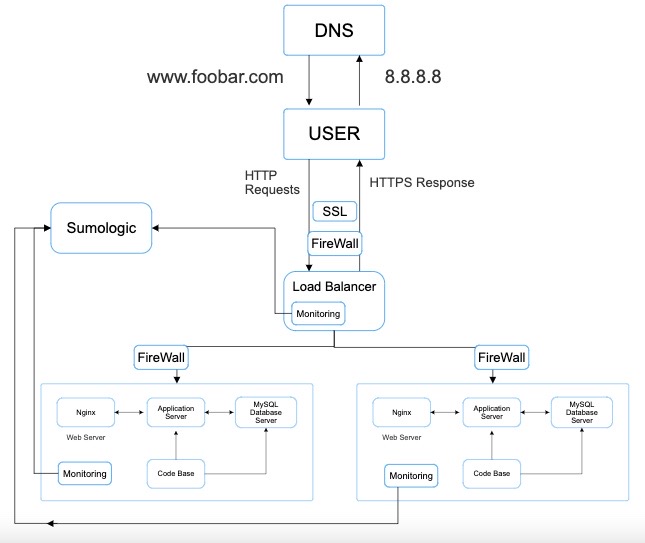 DNS
www.foobar.com
8.8.8.8
USER
HTTP
Requests
HTTPS Response
SSL
Sumologic
FireWall
Load Balancer
Monitoring
FireWall
FireWall
Nginx
Application
Server
MySQL
Database
Server
Web Server
Monitoring
Code Base
Nginx
Application
Server
MySQL
Database
Server
Web Server
Monitoring
Code Base